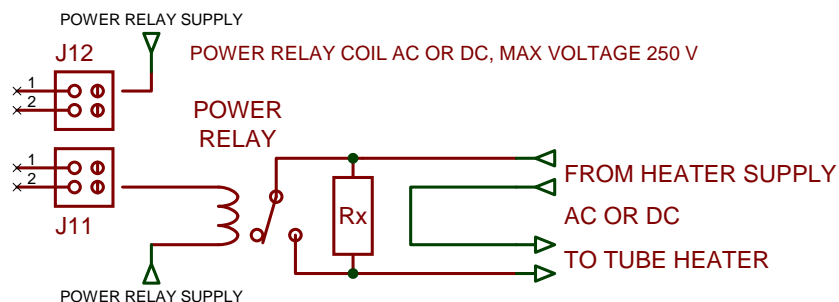 POWER RELAY SUPPLY
J12
POWER RELAY COIL AC OR DC, MAX VOLTAGE 250 V
1
2
POWER
RELAY
1
2
J11
Rx
FROM HEATER SUPPLY
AC OR DC
TO TUBE HEATER
POWER RELAY SUPPLY